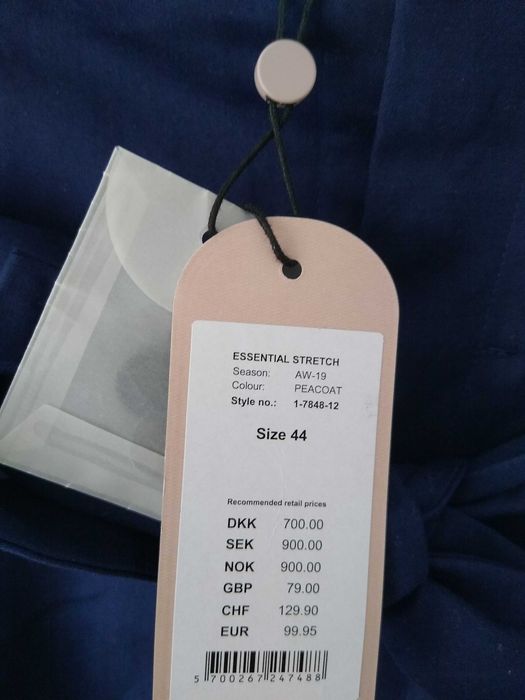 ESSENTIAL STRETCH
Season: AW-19
Colour: PEACOAT
Style no.: 1-7848-12
Size 44
Recommended retail prices
DKK 700.00
SEK 900.00
NOK 900.00
GBP 79.00
CHF 129.90
EUR 99.95
5 700267 247488